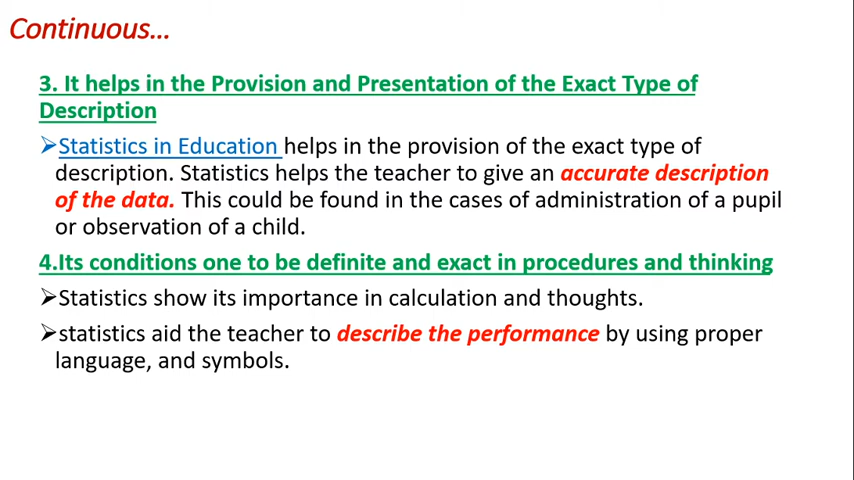 Continuous...
3. It helps in the Provision and Presentation of the Exact Type of
Description
➢Statistics in Education helps in the provision of the exact type of
description. Statistics helps the teacher to give an accurate description
of the data. This could be found in the cases of administration of a pupil
or observation of a child.
4.Its conditions one to be definite and exact in procedures and thinking
➢Statistics show its importance in calculation and thoughts.
➢statistics aid the teacher to describe the performance by using proper
language, and symbols.